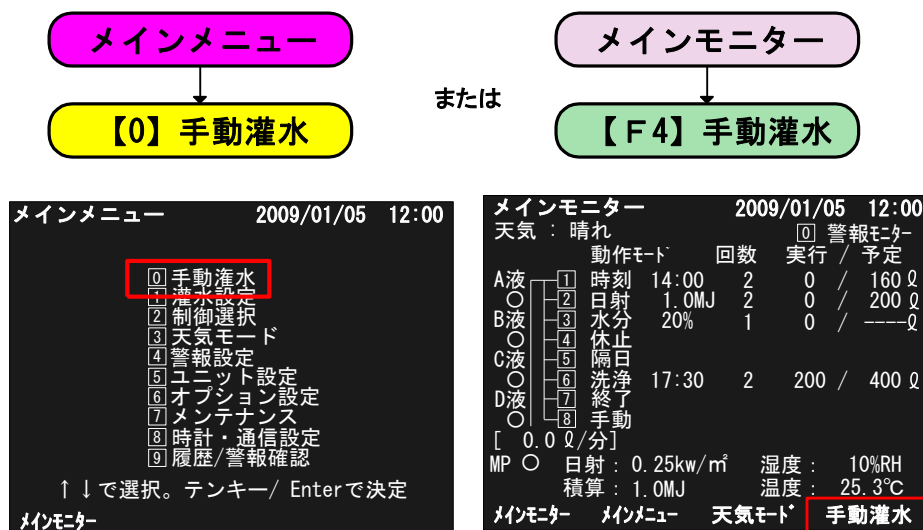 メインメニュー
【0】手動灌水
または
メインモニター
【F4】手動灌水
メインメニュー 2009/01/05 12:00
0 手動潅水
1 灌水設定
2 制御選択
3 天気モード
4 警報設定
5 ユニット設定
6 オプション設定
7 メンテナンス
8 時計・通信設定
9 履歴/警報確認
↑↓で選択。テンキー/ Enterで決定
メインモニター
メインモニター 2009/01/05 12:00
天気 : 晴れ 0 警報モニター
動作モード 回数 実行 / 予定
A液 1 時刻 14:00 2 0 / 160ℓ
○ 2 日射 1.0MJ 2 0 / 200ℓ
B液 3 水分 20% 1 0 / ----ℓ
○ 4 休止
C液 5 隔日
○ 6 洗浄 17:30 2 200 / 400ℓ
D液 7 終了
○ 8 手動
[ 0.0 ℓ/分]
MP ○ 日射 : 0.25kw/㎡ 湿度 : 10%RH
積算 : 1.0MJ 温度 : 25.3℃
メインモニター メインメニュー 天気モード 手動灌水